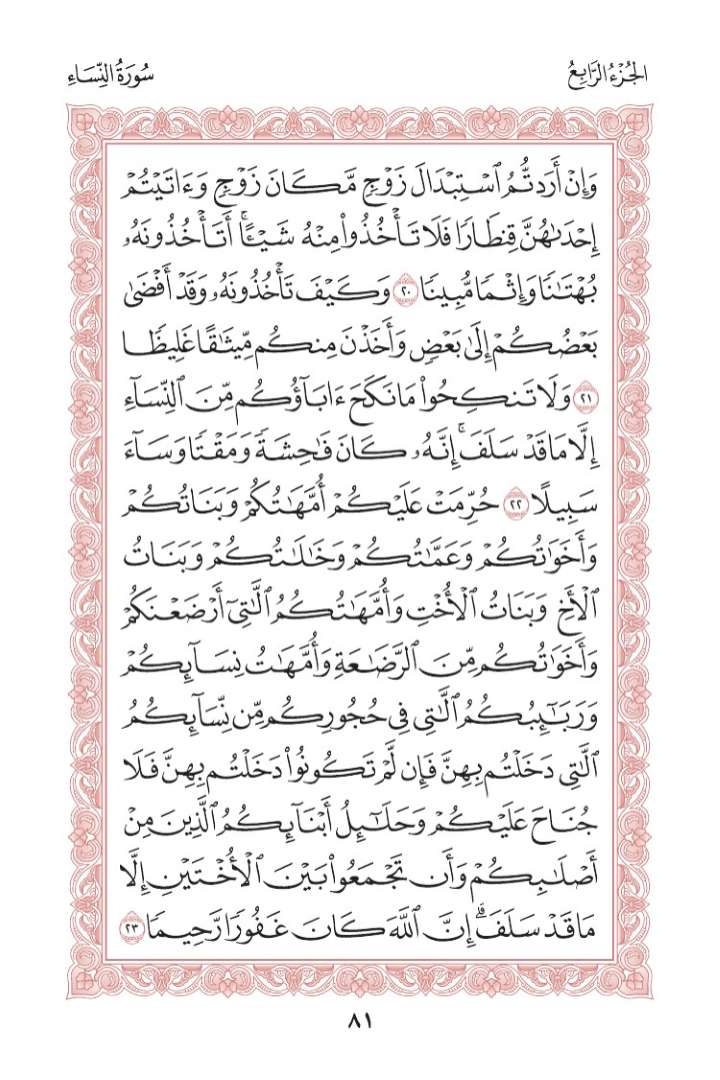 الجُزْءُ الرَّابِعُ
سُورَةُ النِّسَاءِ
وَإِنْ أَرَدتُّمُ ٱسْتِبْدَالَ زَوْجٍ مَّكَانَ زَوْجٍ وَءَاتَيْتُمْ
إِحْدَىٰهُنَّ قِنطَارًا فَلَا تَأْخُذُوا۟ مِنْهُ شَيْـًٔا ۚ أَتَأْخُذُونَهُۥ
بُهْتَـٰنًا وَإِثْمًا مُّبِينًا ٢٠ وَكَيْفَ تَأْخُذُونَهُۥ وَقَدْ أَفْضَىٰ
بَعْضُكُمْ إِلَىٰ بَعْضٍ وَأَخَذْنَ مِنكُم مِّيثَـٰقًا غَلِيظًا
٢١ وَلَا تَنكِحُوا۟ مَا نَكَحَ ءَابَآؤُكُم مِّنَ ٱلنِّسَآءِ
إِلَّا مَا قَدْ سَلَفَ ۚ إِنَّهُۥ كَانَ فَـٰحِشَةً وَمَقْتًا وَسَآءَ
سَبِيلًا ٢٢ حُرِّمَتْ عَلَيْكُمْ أُمَّهَـٰتُكُمْ وَبَنَاتُكُمْ
وَأَخَوَٰتُكُمْ وَعَمَّـٰتُكُمْ وَخَـٰلَـٰتُكُمْ وَبَنَاتُ
ٱلْأَخِ وَبَنَاتُ ٱلْأُخْتِ وَأُمَّهَـٰتُكُمُ ٱلَّـٰتِىٓ أَرْضَعْنَكُمْ
وَأَخَوَٰتُكُم مِّنَ ٱلرَّضَـٰعَةِ وَأُمَّهَـٰتُ نِسَآئِكُمْ
وَرَبَـٰٓئِبُكُمُ ٱلَّـٰتِى فِى حُجُورِكُم مِّن نِّسَآئِكُمُ
ٱلَّـٰتِى دَخَلْتُم بِهِنَّ فَإِن لَّمْ تَكُونُوا۟ دَخَلْتُم بِهِنَّ فَلَا
جُنَاحَ عَلَيْكُمْ وَحَلَـٰٓئِلُ أَبْنَآئِكُمُ ٱلَّذِينَ مِنْ
أَصْلَـٰبِكُمْ وَأَن تَجْمَعُوا۟ بَيْنَ ٱلْأُخْتَيْنِ إِلَّا
مَا قَدْ سَلَفَ ۗ إِنَّ ٱللَّهَ كَانَ غَفُورًا رَّحِيمًا ٢٣
٨١